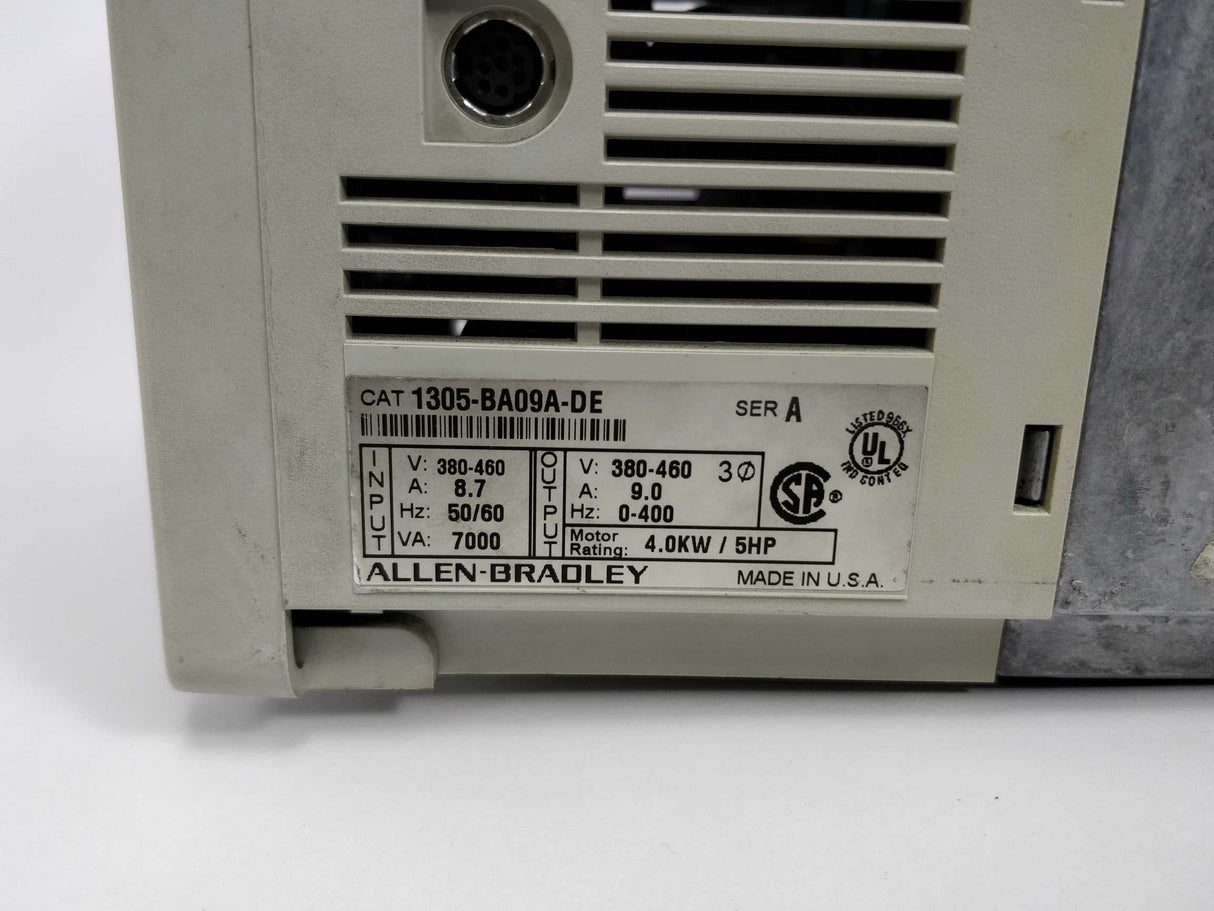 CAT 1305-BA09A-DE SER A
LISTED 966X
UL
IND CONT EQ
INPUT
V: 380-460
A: 8.7
Hz: 50/60
VA: 7000
OUTPUT
V: 380-460 3Ø
A: 9.0
Hz: 0-400
Motor
Rating: 4.0KW / 5HP
SA ®
ALLEN-BRADLEY MADE IN U.S.A.